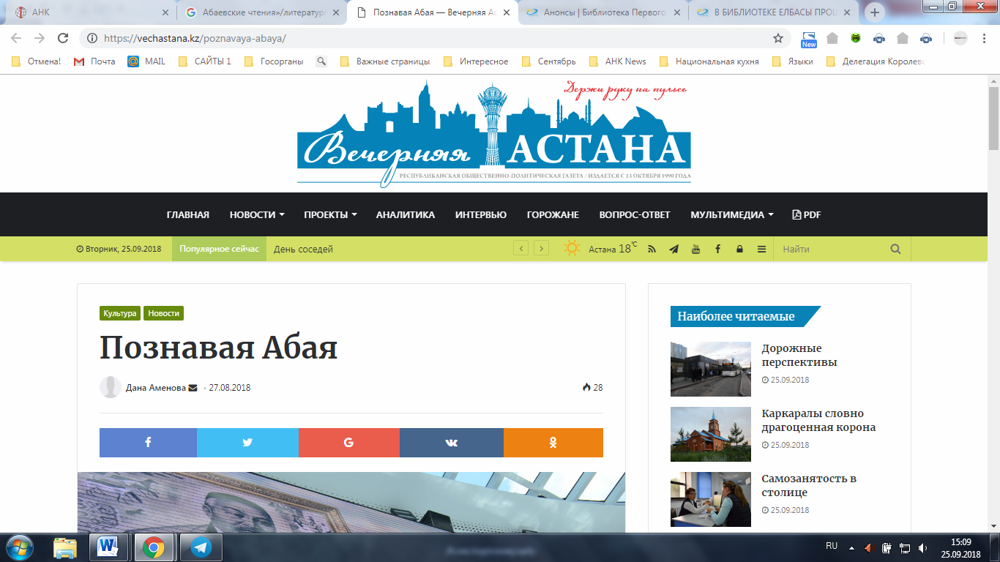 АНК
Абаевские чтения»/литератур
Познавая Абая — Вечерняя Ас
Анонсы | Библиотека Первого
В БИБЛИОТЕКЕ ЕЛБАСЫ ПРОШ
https://vechastana.kz/poznavaya-abaya/
New
Отмена!
Почта
MAIL
САЙТЫ 1
Госорганы
Важные страницы
Интересное
Сентябрь
АНК News
Национальная кухня
Языки
Делегация Королевс
Держи руку на пульсе
Вечерняя АСТАНА
РЕСПУБЛИКАНСКАЯ ОБЩЕСТВЕННО-ПОЛИТИЧЕСКАЯ ГАЗЕТА / ИЗДАЕТСЯ С 13 ОКТЯБРЯ 1990 ГОДА
ГЛАВНАЯ
НОВОСТИ
ПРОЕКТЫ
АНАЛИТИКА
ИНТЕРВЬЮ
ГОРОЖАНЕ
ВОПРОС-ОТВЕТ
МУЛЬТИМЕДИА
PDF
Вторник, 25.09.2018
Популярное сейчас
День соседей
Астана 18 °C
Найти
Культура
Новости
Познавая Абая
Дана Аменова
27.08.2018
28
Наиболее читаемые
Дорожные
перспективы
25.09.2018
Каркаралы словно
драгоценная корона
25.09.2018
Самозанятость в
столице
25.09.2018
RU
15:09
25.09.2018